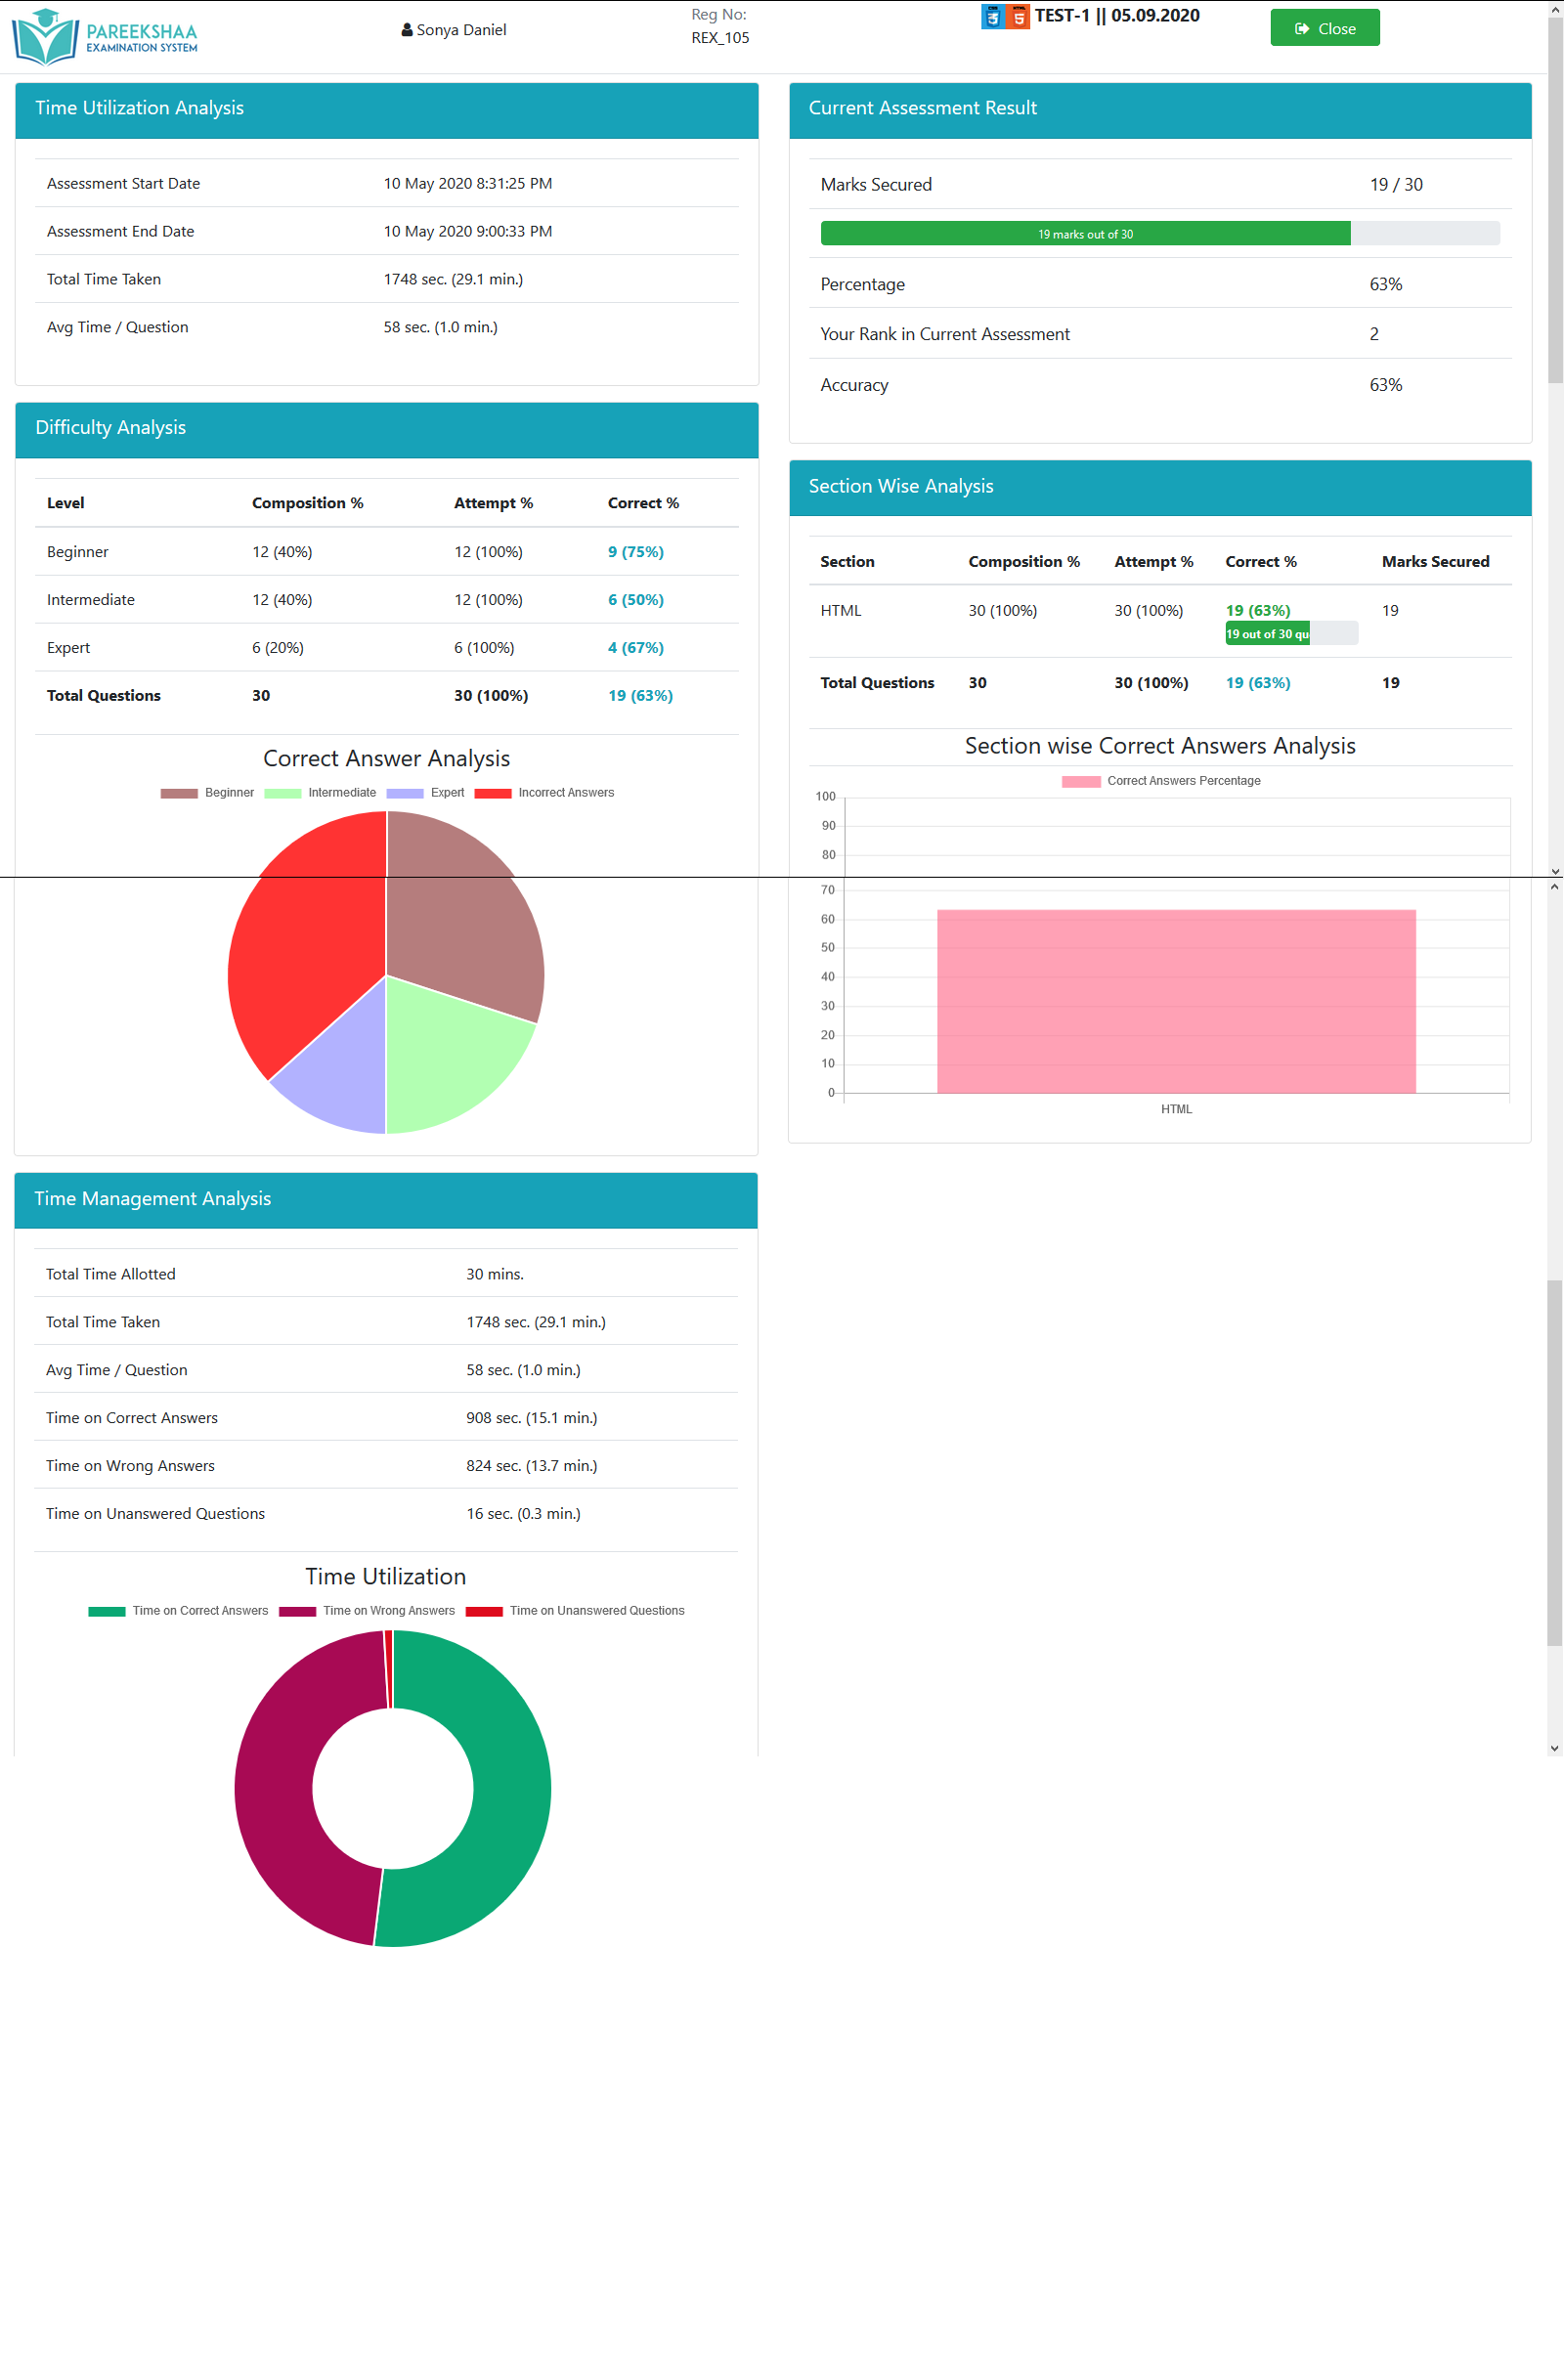 PAREEKSHAA
EXAMINATION SYSTEM
Sonya Daniel
Reg No:
REX_105
TEST-1 || 05.09.2020
Close
Time Utilization Analysis
Assessment Start Date 10 May 2020 8:31:25 PM
Assessment End Date 10 May 2020 9:00:33 PM
Total Time Taken 1748 sec. (29.1 min.)
Avg Time / Question 58 sec. (1.0 min.)
Current Assessment Result
Marks Secured 19 / 30
19 marks out of 30
Percentage 63%
Your Rank in Current Assessment 2
Accuracy 63%
Difficulty Analysis
Level Composition % Attempt % Correct %
Beginner 12 (40%) 12 (100%) 9 (75%)
Intermediate 12 (40%) 12 (100%) 6 (50%)
Expert 6 (20%) 6 (100%) 4 (67%)
Total Questions 30 30 (100%) 19 (63%)
Correct Answer Analysis
Beginner Intermediate Expert Incorrect Answers
Section Wise Analysis
Section Composition % Attempt % Correct % Marks Secured
HTML 30 (100%) 30 (100%) 19 (63%) 19
19 out of 30 qu
Total Questions 30 30 (100%) 19 (63%) 19
Section wise Correct Answers Analysis
Correct Answers Percentage
100
90
80
70
60
50
40
30
20
10
0
HTML
Time Management Analysis
Total Time Allotted 30 mins.
Total Time Taken 1748 sec. (29.1 min.)
Avg Time / Question 58 sec. (1.0 min.)
Time on Correct Answers 908 sec. (15.1 min.)
Time on Wrong Answers 824 sec. (13.7 min.)
Time on Unanswered Questions 16 sec. (0.3 min.)
Time Utilization
Time on Correct Answers Time on Wrong Answers Time on Unanswered Questions